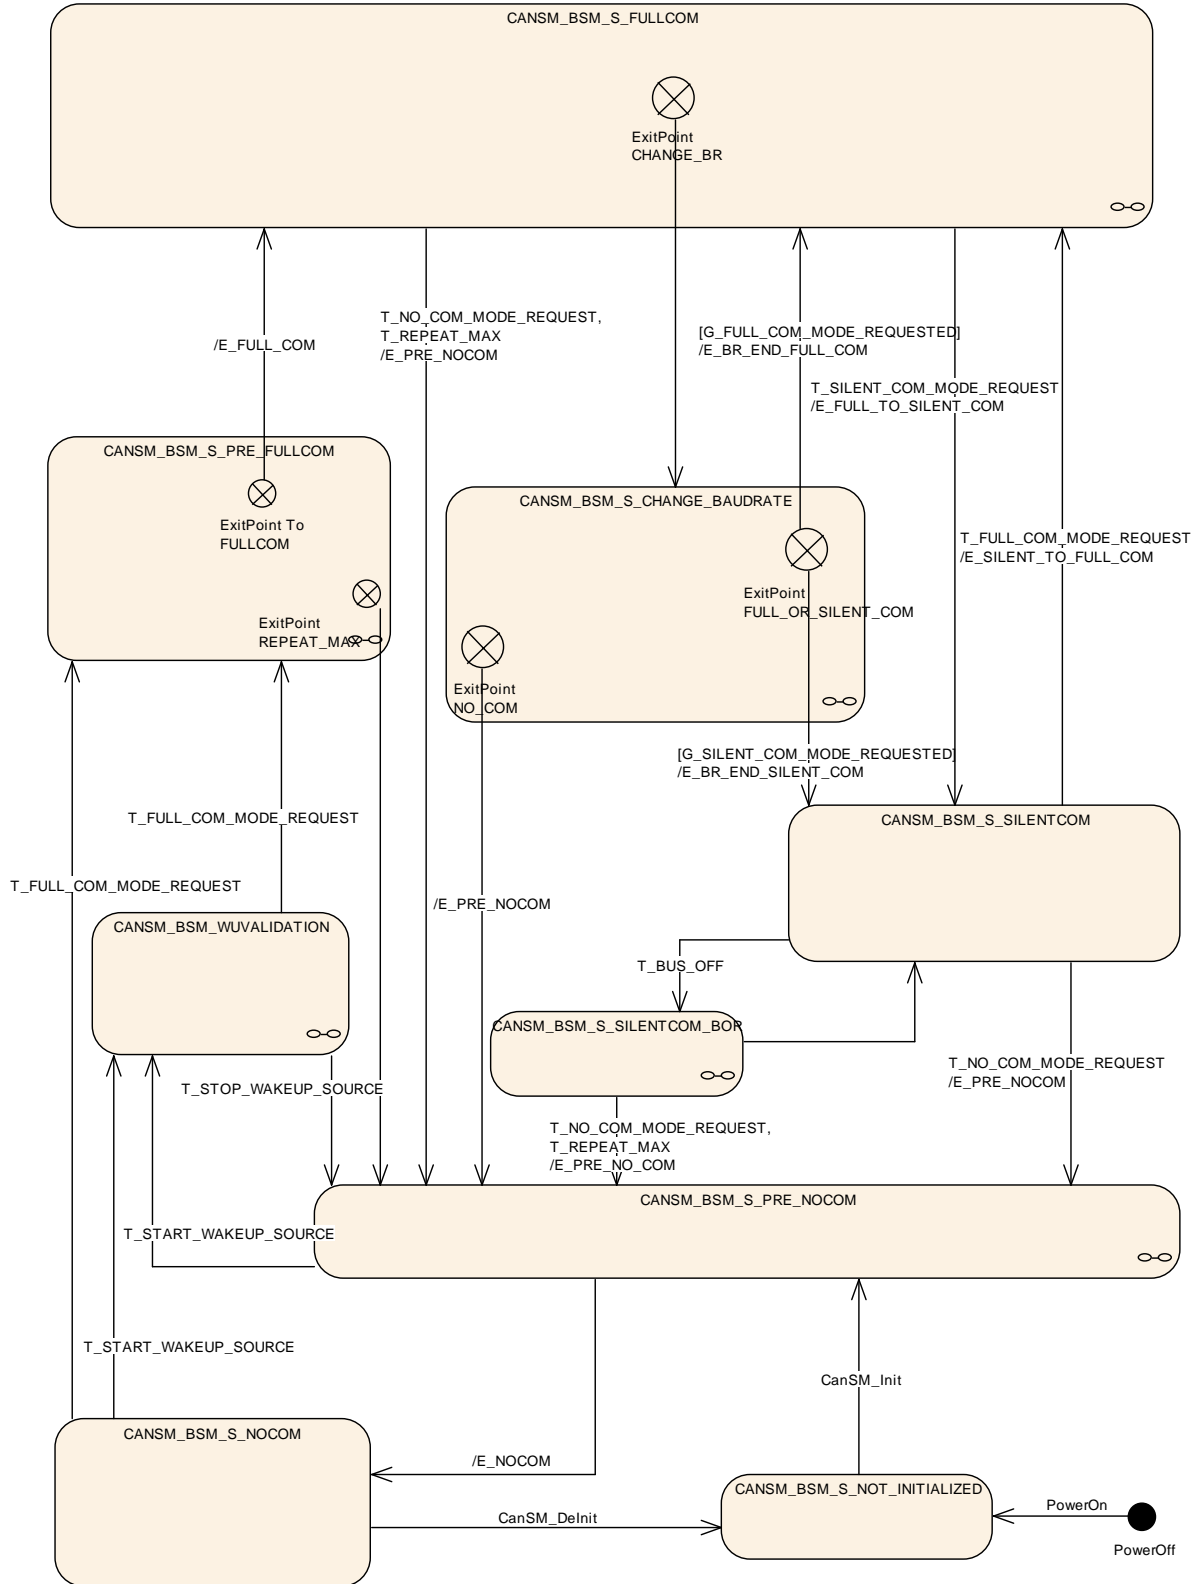 CANSM_BSM_S_FULLCOM
ExitPoint
CHANGE_BR
/E_FULL_COM
T_NO_COM_MODE_REQUEST,
T_REPEAT_MAX
/E_PRE_NOCOM
[G_FULL_COM_MODE_REQUESTED]
/E_BR_END_FULL_COM
T_SILENT_COM_MODE_REQUEST
/E_FULL_TO_SILENT_COM
CANSM_BSM_S_PRE_FULLCOM
ExitPoint To
FULLCOM
ExitPoint
REPEAT_MAX
CANSM_BSM_S_CHANGE_BAUDRATE
ExitPoint
FULL_OR_SILENT_COM
ExitPoint
NO_COM
T_FULL_COM_MODE_REQUEST
/E_SILENT_TO_FULL_COM
[G_SILENT_COM_MODE_REQUESTED]
/E_BR_END_SILENT_COM
T_FULL_COM_MODE_REQUEST
CANSM_BSM_S_SILENTCOM
T_FULL_COM_MODE_REQUEST
/E_PRE_NOCOM
CANSM_BSM_WUVALIDATION
T_BUS_OFF
CANSM_BSM_S_SILENTCOM_BOR
T_NO_COM_MODE_REQUEST
/E_PRE_NOCOM
T_STOP_WAKEUP_SOURCE
T_NO_COM_MODE_REQUEST,
T_REPEAT_MAX
/E_PRE_NO_COM
CANSM_BSM_S_PRE_NOCOM
T_START_WAKEUP_SOURCE
T_START_WAKEUP_SOURCE
CanSM_Init
CANSM_BSM_S_NOCOM
/E_NOCOM
CANSM_BSM_S_NOT_INITIALIZED
CanSM_DeInit
PowerOn
PowerOff